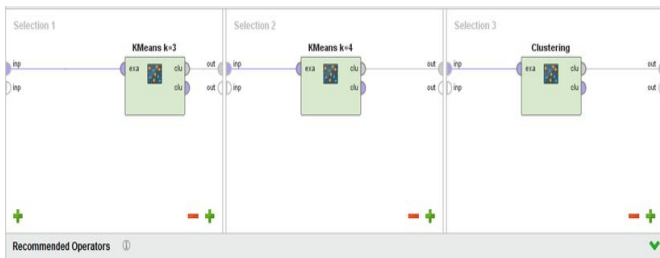 Selection 1
Selection 2
Selection 3
KMeans k=3
KMeans k=4
Clustering
inp
exa
clu
out
inp
exa
clu
out
inp
exa
clu
out
inp
clu
out
inp
clu
out
inp
clu
out
Recommended Operators